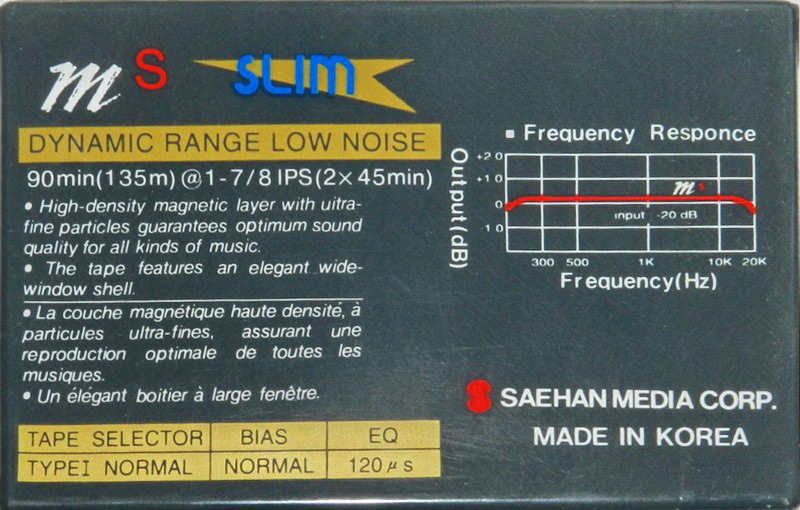 m S SLIM
DYNAMIC RANGE LOW NOISE
90min(135m)@1-7/8 IPS(2×45min)
• High-density magnetic layer with uitra-
fine particles guarantees optimum sound
quality for all kinds of music.
• The tape features an elegant wide-
window shell.
• La couche magnétique haute densité, à
particules ultra-fines, assurant une
reproduction optimale de toutes les
musiques.
• Un élégant boitier à large fenètre.
TAPE SELECTOR BIAS EQ
TYPEI NORMAL NORMAL 120μs
▪ Frequency Responce
Output(dB)
+20
+10
0
10
m s
input -20 dB
300 500 1K 10K 20K
Frequency(Hz)
SAEHAN MEDIA CORP.
MADE IN KOREA